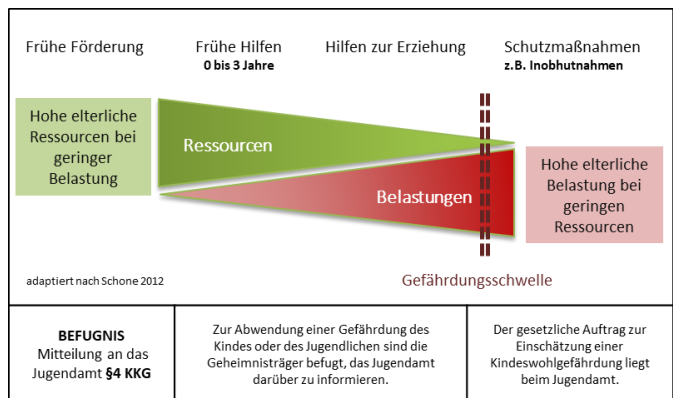 Frühe Förderung
Frühe Hilfen
0 bis 3 Jahre
Hilfen zur Erziehung
Schutzmaßnahmen
z.B. Inobhutnahmen
Hohe elterliche
Ressourcen bei
geringer
Belastung
Ressourcen
Belastungen
Hohe elterliche
Belastung bei
geringen
Ressourcen
adaptiert nach Schone 2012
Gefährdungsschwelle
BEFUGNIS
Mitteilung an das
Jugendamt §4 KKG
Zur Abwendung einer Gefährdung des
Kindes oder des Jugendlichen sind die
Geheimnisträger befugt, das Jugendamt
darüber zu informieren.
Der gesetzliche Auftrag zur
Einschätzung einer
Kindeswohlgefährdung liegt
beim Jugendamt.